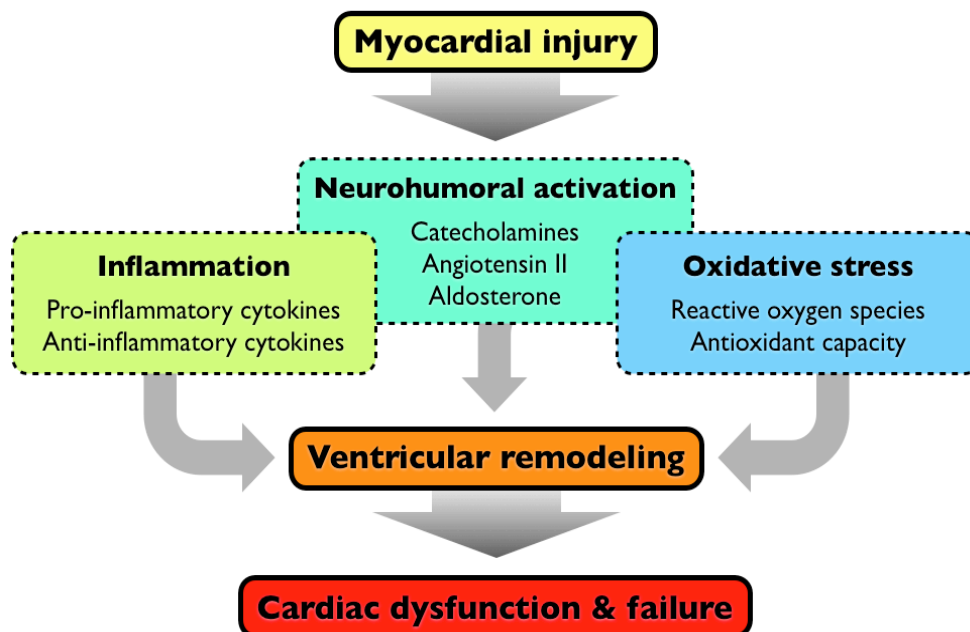 Myocardial injury
Neurohumoral activation
Catecholamines
Angiotensin II
Aldosterone
Inflammation
Pro-inflammatory cytokines
Anti-inflammatory cytokines
Oxidative stress
Reactive oxygen species
Antioxidant capacity
Ventricular remodeling
Cardiac dysfunction & failure